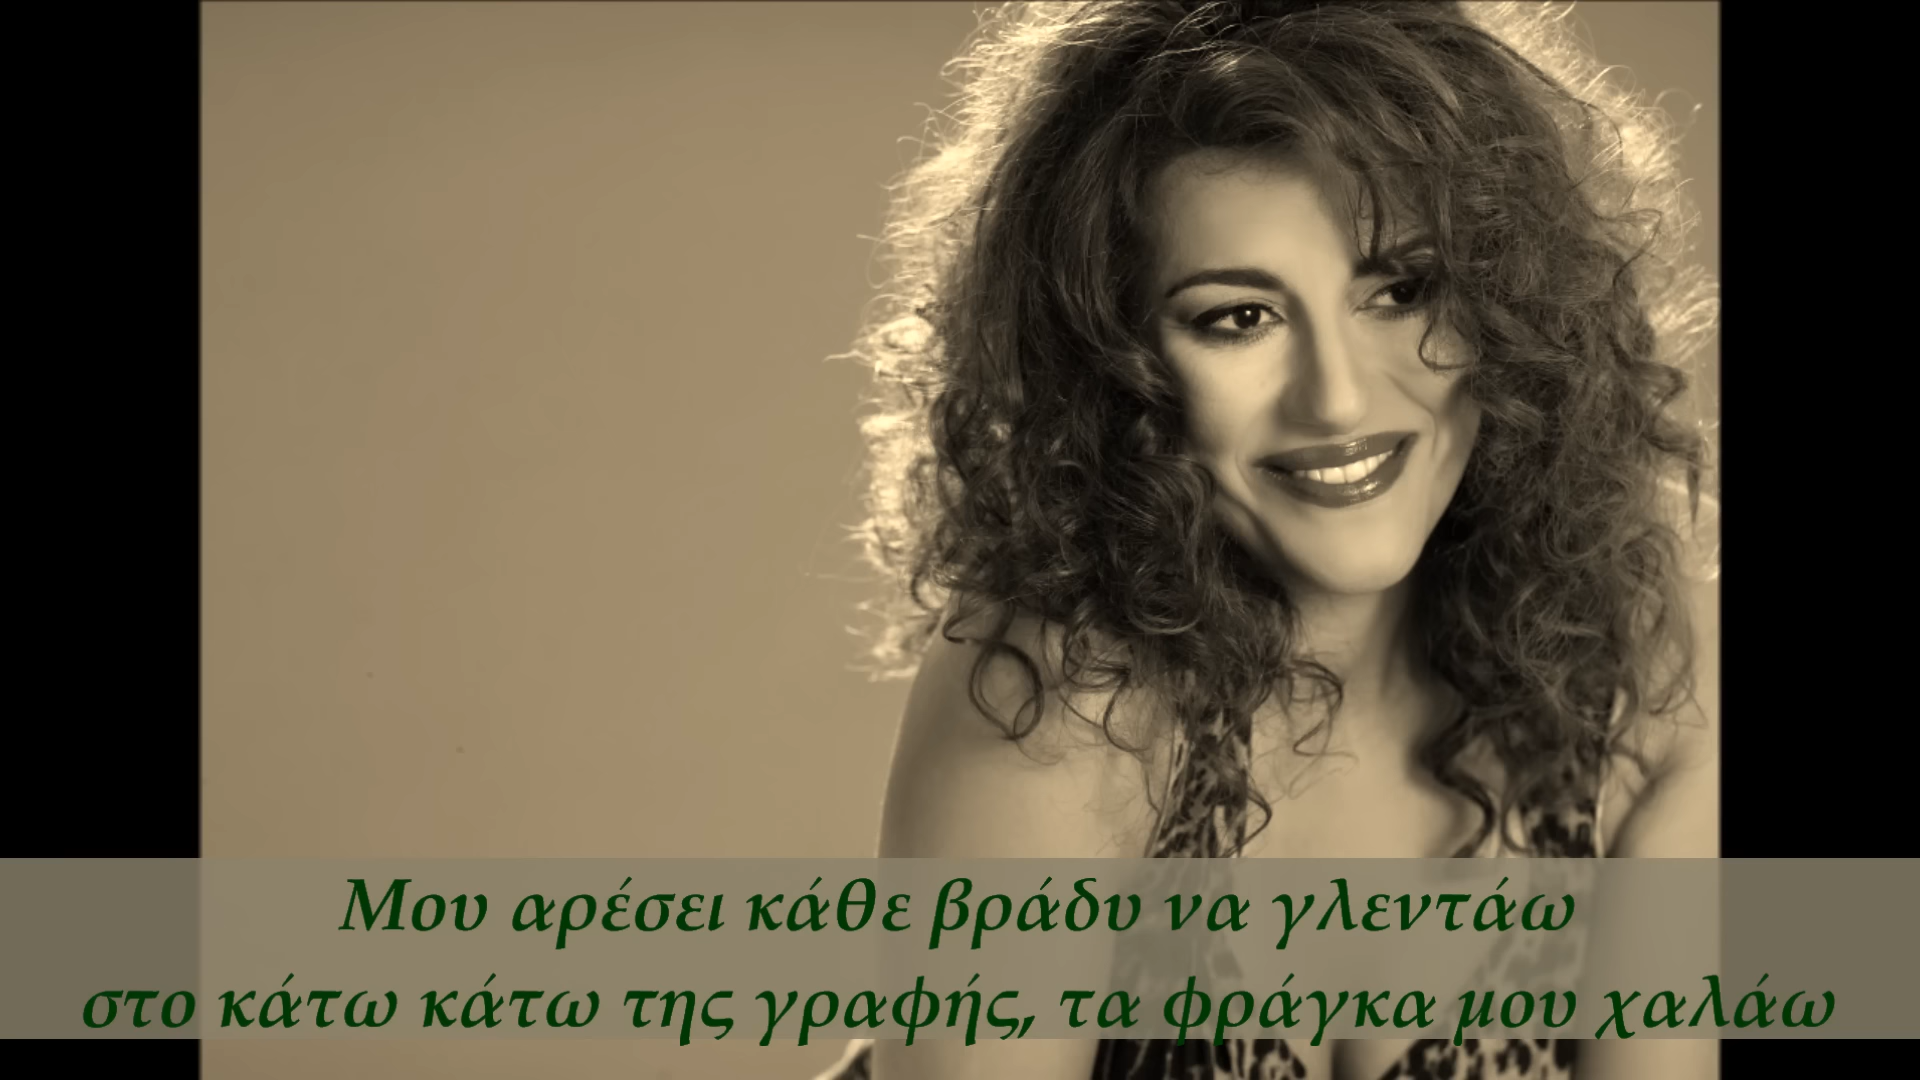 Μου αρέσει κάθε βράδυ να γλεντάω
στο κάτω κάτω της γραφής, τα φράγκα μου χαλάω